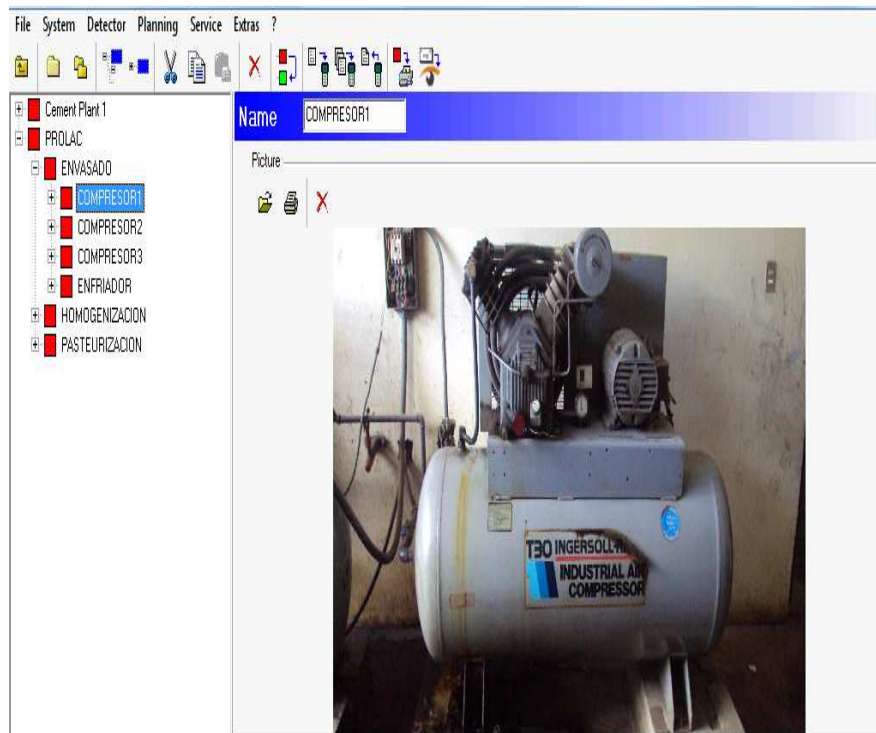 File System Detector Planning Service Extras ?
Cement Plant 1
PROLAC
ENVASADO
COMPRESOR1
COMPRESOR2
COMPRESOR3
ENFRIADOR
HOMOGENIZACION
PASTEURIZACION
Name COMPRESOR1
Picture
T30 INGERSOLL-R
INDUSTRIAL AIR
COMPRESSOR